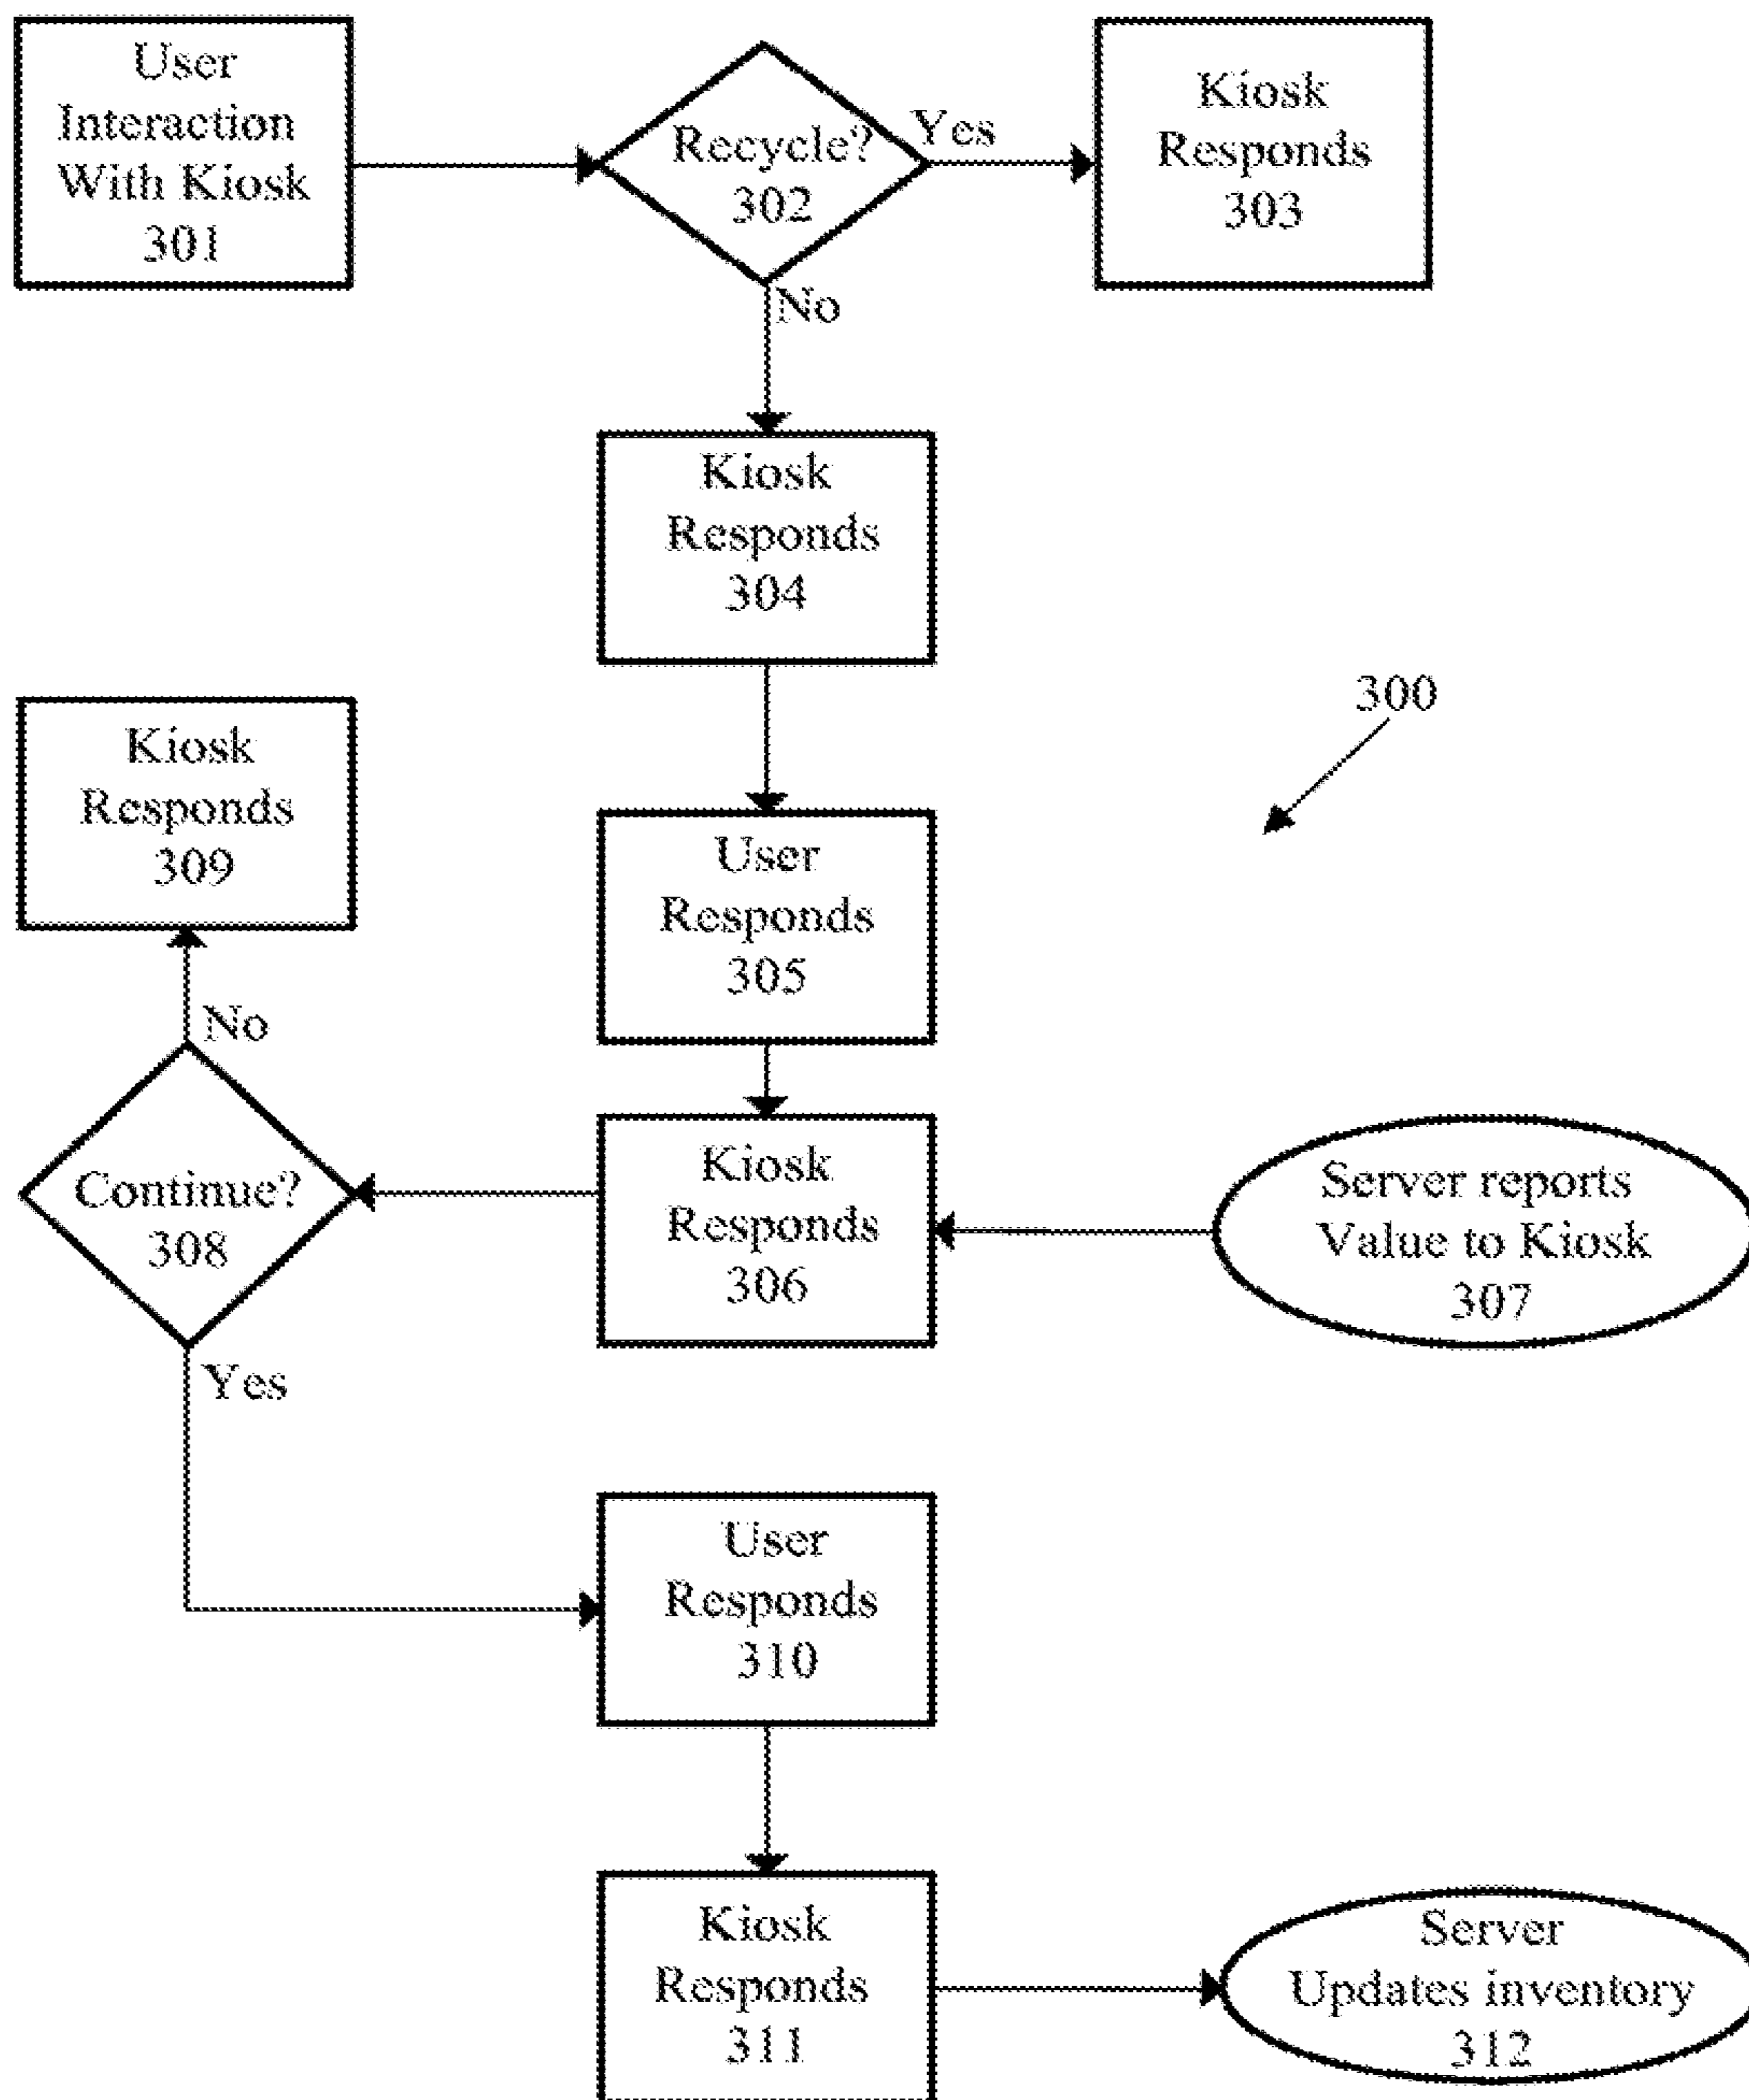 User
Interaction
With Kiosk
301
Recycle?
302
Yes
Kiosk
Responds
303
No
Kiosk
Responds
304
300
Kiosk
Responds
309
User
Responds
305
No
Continue?
308
Kiosk
Responds
306
Server reports
Value to Kiosk
307
Yes
User
Responds
310
Kiosk
Responds
311
Server
Updates inventory
312